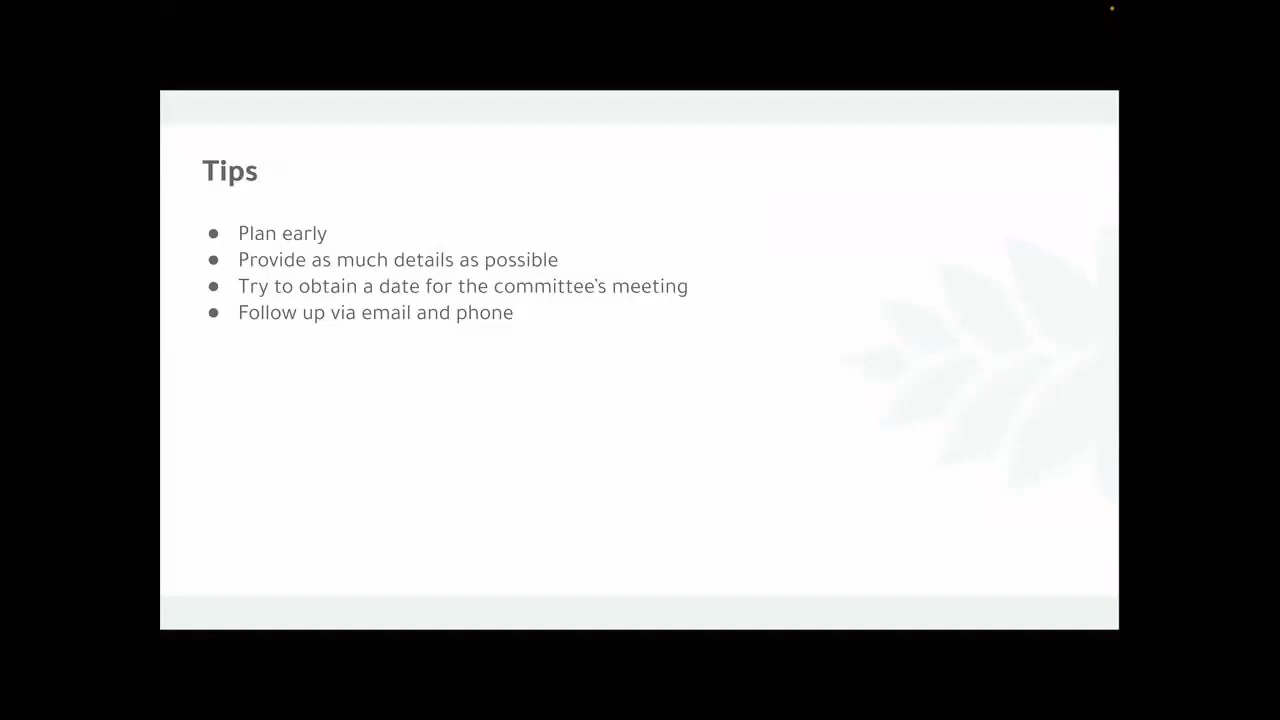 Tips
● Plan early
● Provide as much details as possible
● Try to obtain a date for the committee's meeting
● Follow up via email and phone